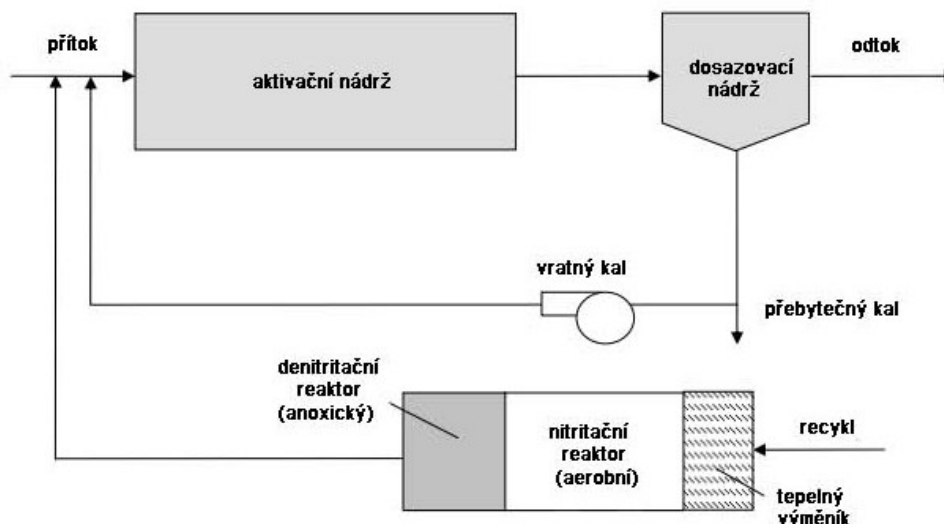 přítok
aktivační nádrž
dosazovací
nádrž
odtok
vratný kal
přebytečný kal
denitritační
reaktor
(anoxický)
nitritační
reaktor
(aerobní)
recykl
tepelný
výměník